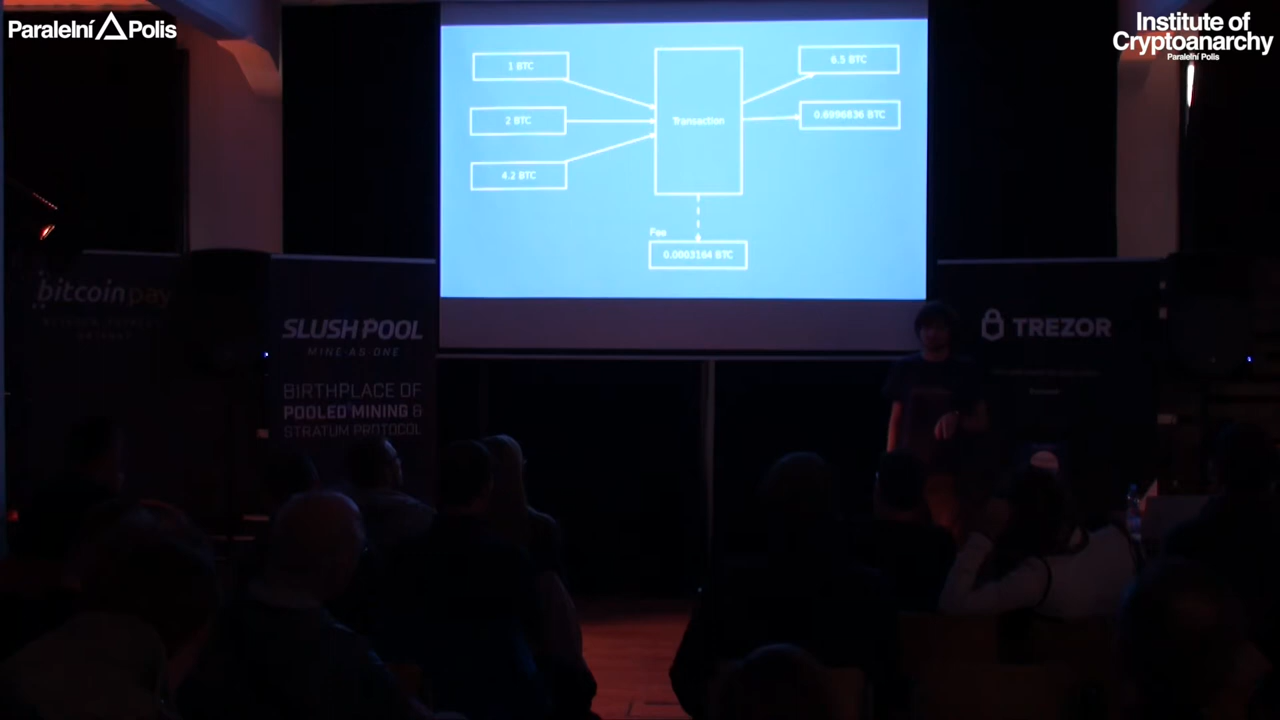 Paralelní Polis
Institute of
Cryptoanarchy
Paralelní Polis
1 BTC
2 BTC
4.2 BTC
Transaction
6.5 BTC
0.6996836 BTC
Fee
0.0003164 BTC
bitcoinpay
SLUSH POOL
MINE-AS-ONE
BIRTHPLACE OF
POOLED MINING &
STRATUM PROTOCOL
TREZOR